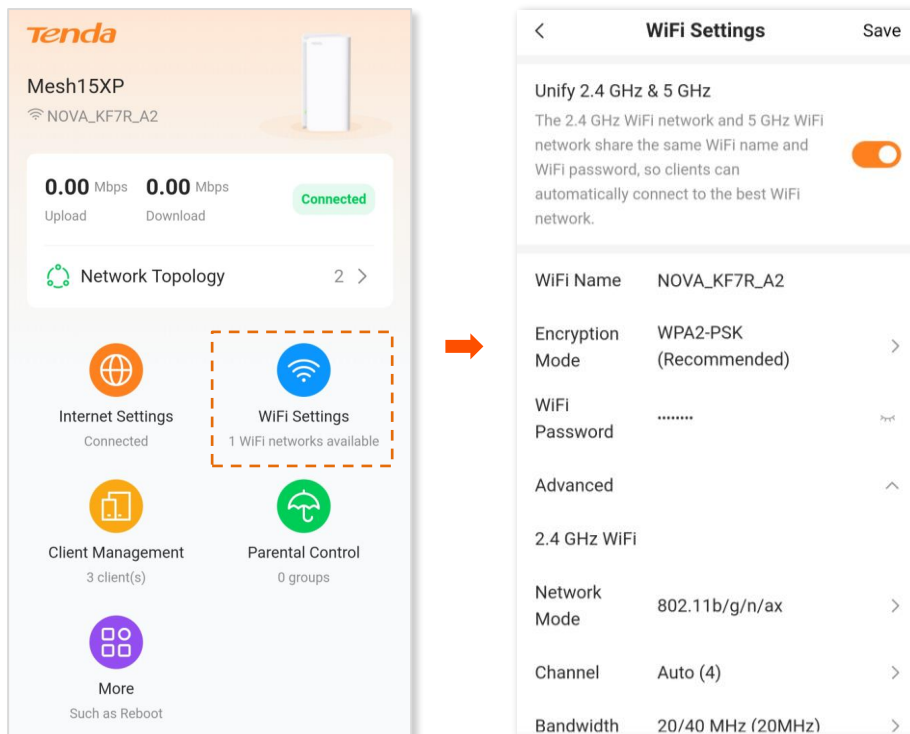 Tenda
Mesh15XP
NOVA_KF7R_A2
0.00 Mbps 0.00 Mbps
Upload Download
Connected
Network Topology 2
Internet Settings
Connected
WiFi Settings
1 WiFi networks available
Client Management
3 client(s)
Parental Control
0 groups
More
Such as Reboot
WiFi Settings Save
Unify 2.4 GHz & 5 GHz
The 2.4 GHz WiFi network and 5 GHz WiFi
network share the same WiFi name and
WiFi password, so clients can
automatically connect to the best WiFi
network.
WiFi Name NOVA_KF7R_A2
Encryption
Mode
WPA2-PSK
(Recommended)
WiFi
Password
••••••••
Advanced
2.4 GHz WiFi
Network
Mode
802.11b/g/n/ax
Channel Auto (4)
Bandwidth 20/40 MHz (20MHz)